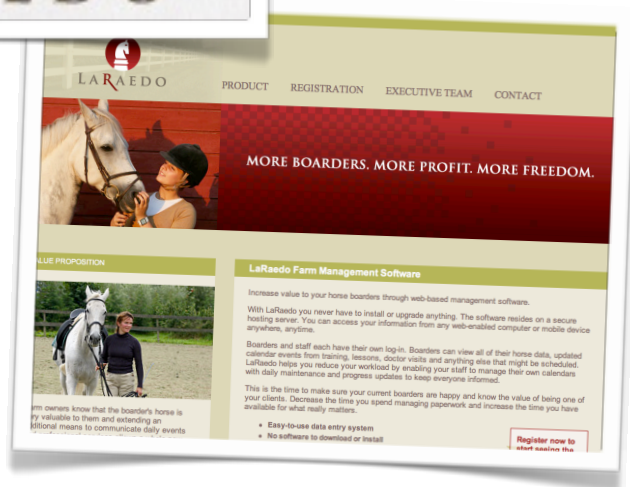 LARAEDO
PRODUCT REGISTRATION EXECUTIVE TEAM CONTACT
MORE BOARDERS. MORE PROFIT. MORE FREEDOM.
PROPOSITION
LaRaedo Farm Management Software
Increase value to your horse boarders through web-based management software.
With LaRaedo you never have to install or upgrade anything. The software resides on a secure
hosting server. You can access your information from any web-enabled computer or mobile device
anywhere, anytime.
Boarders and staff each have their own log-in. Boarders can view all of their horse data, updated
calendar events from training, lessons, doctor visits and anything else that might be scheduled.
LaRaedo helps you reduce your workload by enabling your staff to manage their own calendars
with daily maintenance and progress updates to keep everyone informed.
This is the time to make sure your current boarders are happy and know the value of being one of
your clients. Decrease the time you spend managing paperwork and increase the time you have
available for what really matters.
• Easy-to-use data entry system
• No software to download or install
Register now to
start seeing the
owners know that the boarder's horse is
valuable to them and extending an
means to communicate daily events